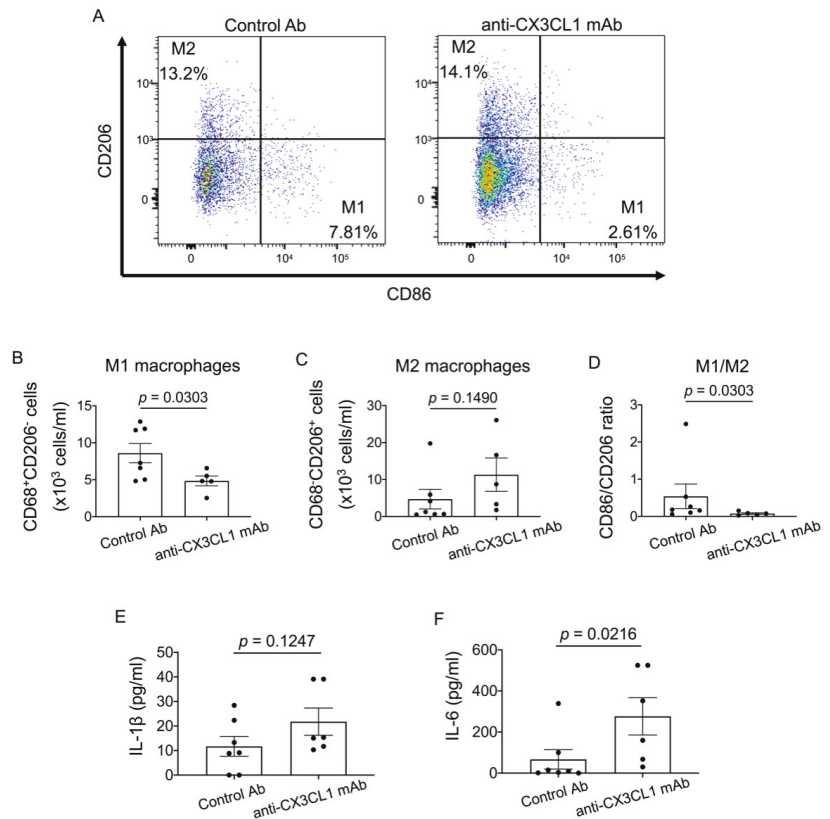 A
Control Ab
anti-CX3CL1 mAb
M2
13.2%
M2
14.1%
10⁴
10³
0
10⁴
10³
0
CD206
M1
7.81%
M1
2.61%
0
10⁴
10⁵
0
10⁴
10⁵
CD86
B
M1 macrophages
p = 0.0303
CD68⁺CD206⁻ cells
(x10³ cells/ml)
15
10
5
0
Control Ab
anti-CX3CL1 mAb
C
M2 macrophages
p = 0.1490
CD68⁻CD206⁺ cells
(x10³ cells/ml)
30
20
10
0
Control Ab
anti-CX3CL1 mAb
D
M1/M2
p = 0.0303
CD86/CD206 ratio
3
2
1
0
Control Ab
anti-CX3CL1 mAb
E
p = 0.1247
IL-1β (pg/ml)
50
40
30
20
10
0
Control Ab
anti-CX3CL1 mAb
F
p = 0.0216
IL-6 (pg/ml)
600
400
200
0
Control Ab
anti-CX3CL1 mAb